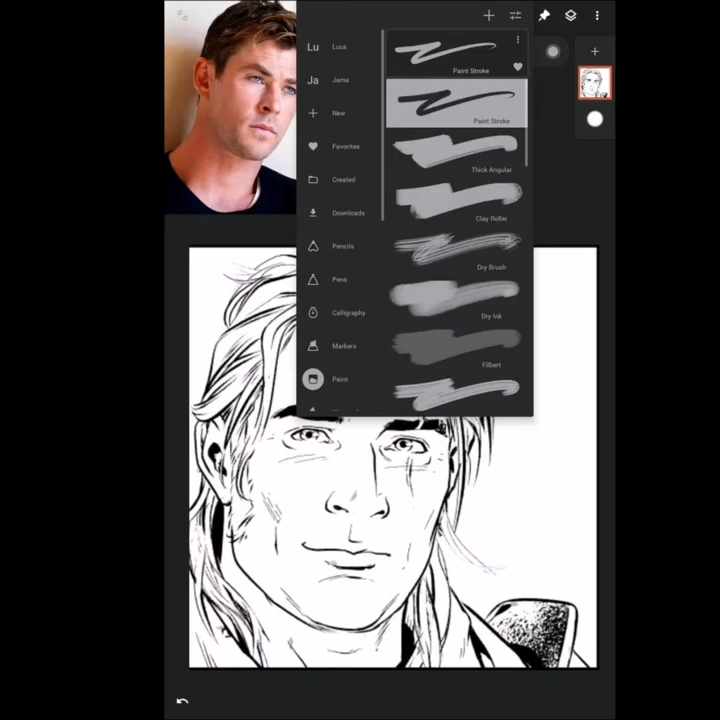 Lu Luca
Ja Jama
New
Favorites
Created
Downloads
Pencils
Pens
Calligraphy
Markers
Paint
Paint Stroke
Paint Stroke
Thick Angular
Clay Roller
Dry Brush
Dry Ink
Filbert